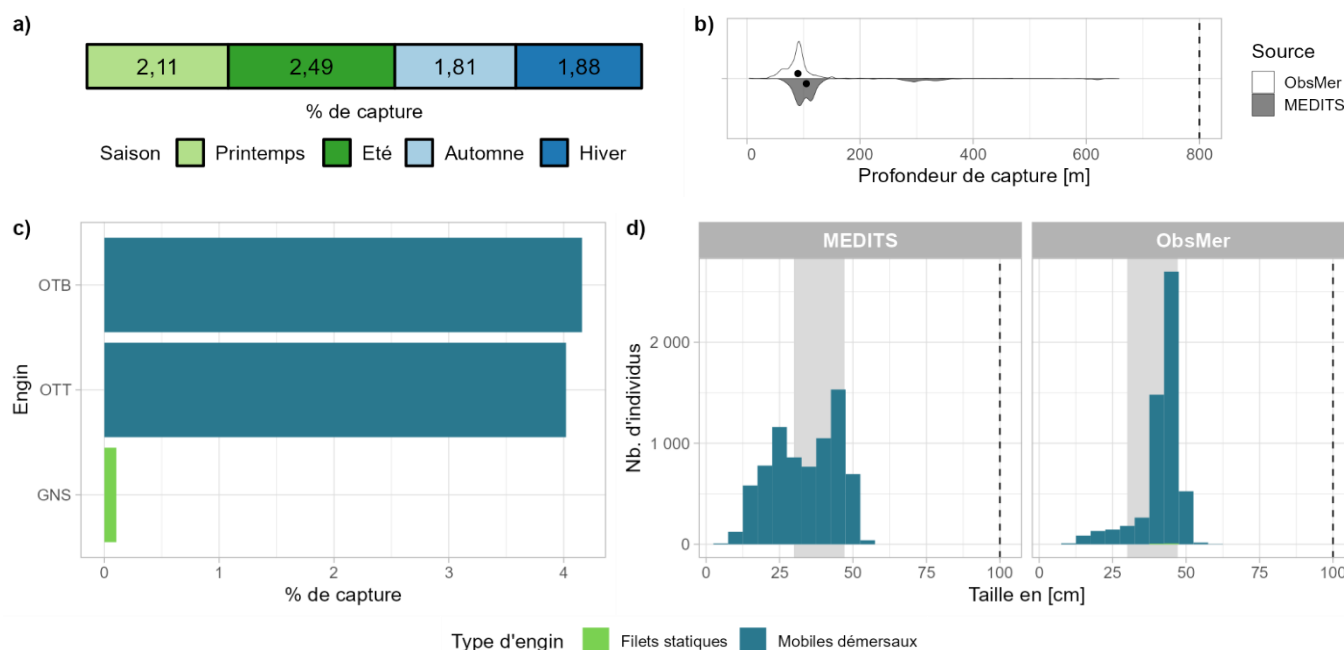 a)
2,11 2,49 1,81 1,88
% de capture
Saison Printemps Eté Automne Hiver
b)
0 200 400 600 800
Profondeur de capture [m]
Source
ObsMer
MEDITS
c)
Engin
OTB
OTT
GNS
0 1 2 3 4
% de capture
d)
MEDITS ObsMer
Nb. d'individus
2 000
1 000
0
0 25 50 75 100 0 25 50 75 100
Taille en [cm]
Type d'engin Filets statiques Mobiles démersaux